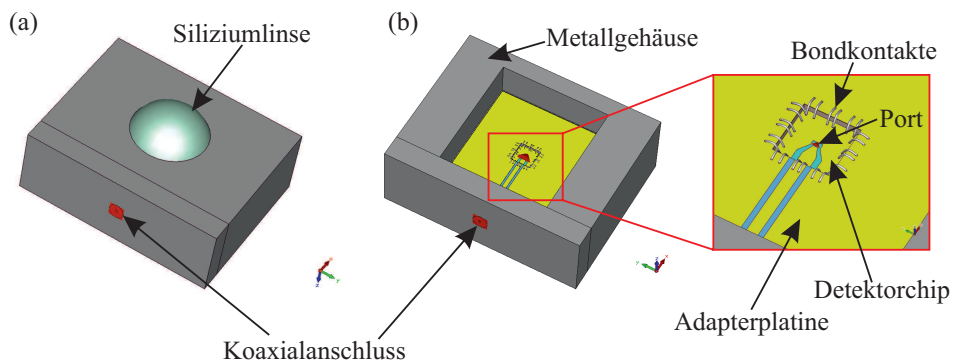 (a)
Siliziumlinse
(b)
Metallgehäuse
Bondkontakte
Port
Detektorchip
Adapterplatine
Koaxialanschluss